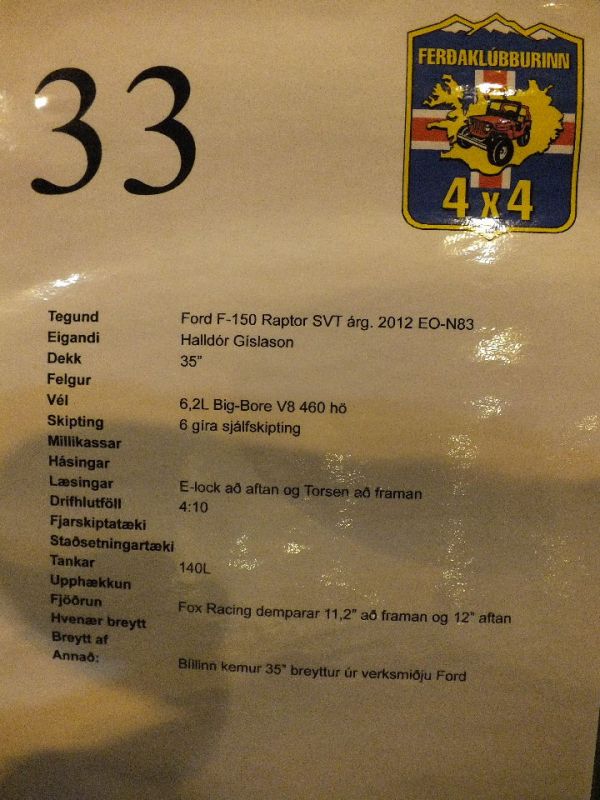 33
FERÐAKLÚBBURINN
4x4
Tegund Ford F-150 Raptor SVT árg. 2012 EO-N83
Eigandi Halldór Gíslason
Dekk 35"
Felgur
Vél 6,2L Big-Bore V8 460 hö
Skipting 6 gíra sjálfskipting
Millikassar
Hásingar
Læsingar E-lock að aftan og Torsen að framan
Drifhlutföll 4:10
Fjarskiptatæki
Staðsetningartæki
Tankar 140L
Upphækkun
Fjöðrun Fox Racing demparar 11,2" að framan og 12" aftan
Hvenær breytt
Breytt af
Annað: Bíllinn kemur 35" breyttur úr verksmiðju Ford